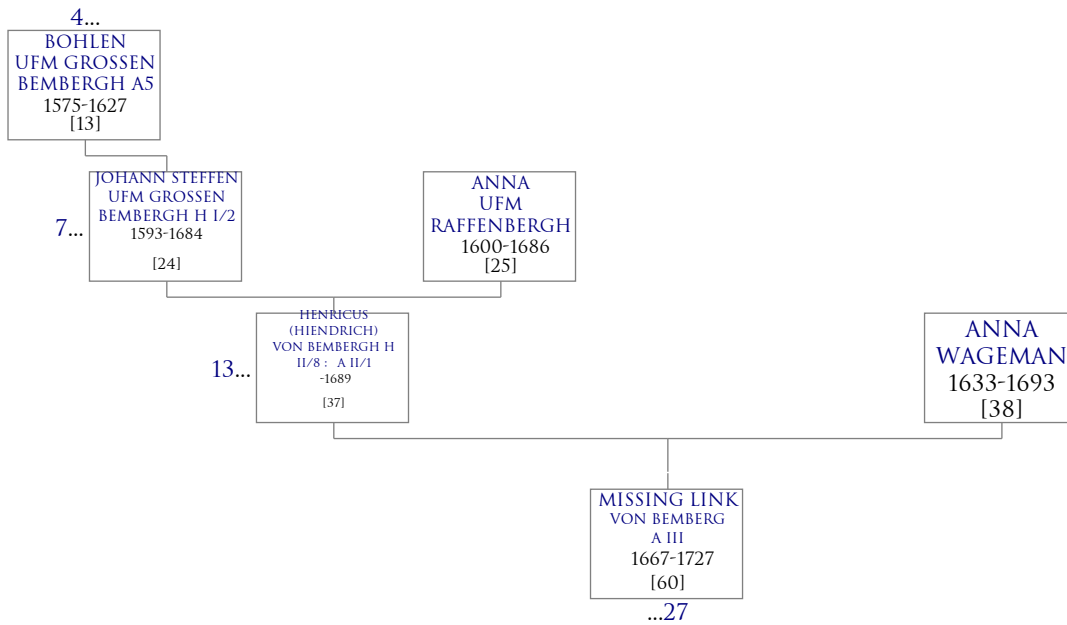 4...
BOHLEN
UFM GROSSEN
BEMBERGH A5
1575-1627
[13]
JOHANN STEFFEN
UFM GROSSEN
BEMBERGH H I/2
1593-1684
[24]
7...
ANNA
UFM
RAFFENBERGH
1600-1686
[25]
HENRICUS
(HIENDRICH)
VON BEMBERGH H
II/8 : A II/1
-1689
[37]
13...
ANNA
WAGEMAN
1633-1693
[38]
MISSING LINK
VON BEMBERG
A III
1667-1727
[60]
...27